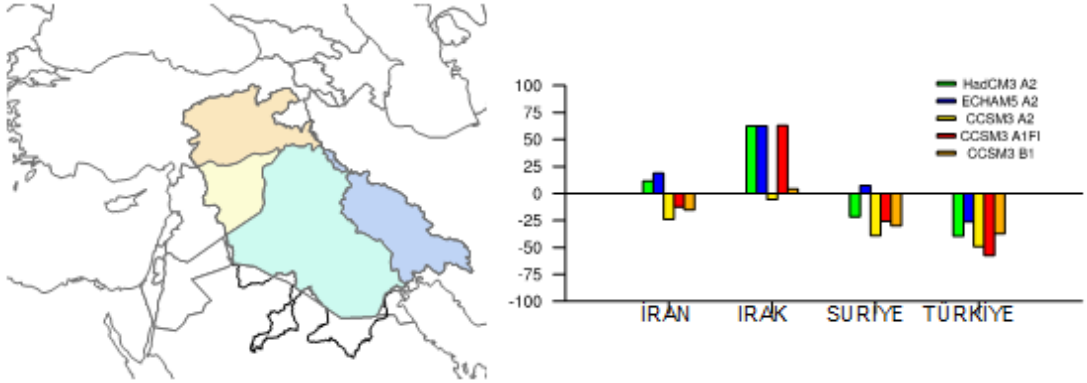 100
75
50
25
0
-25
-50
-75
-100
HadCM3 A2
ECHAM5 A2
CCSM3 A2
CCSM3 A1FI
CCSM3 B1
İRAN IRAK SURİYE TÜRKİYE